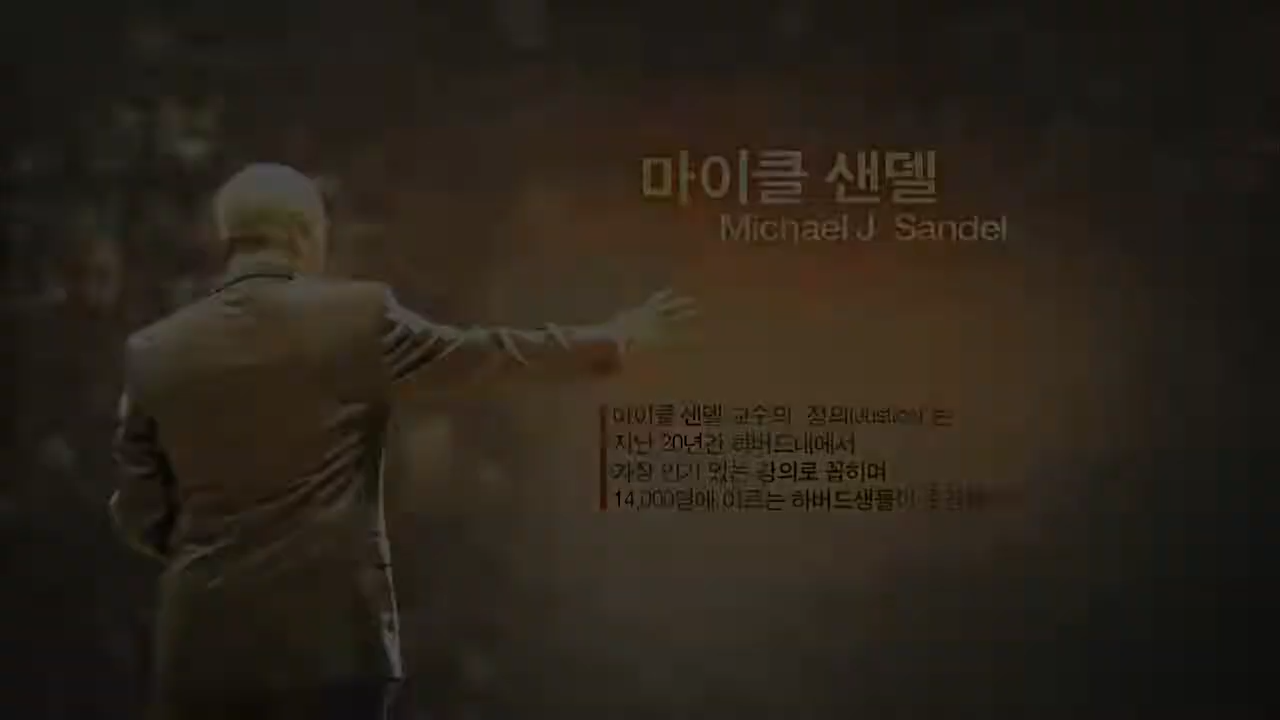 마이클 샌델
Michael J. Sandel
마이클 샌델 교수의 정의(Justice)는
지난 20년간 하버드내에서
가장 인기 있는 강의로 꼽히며
14,000명에 이르는 하버드생들이